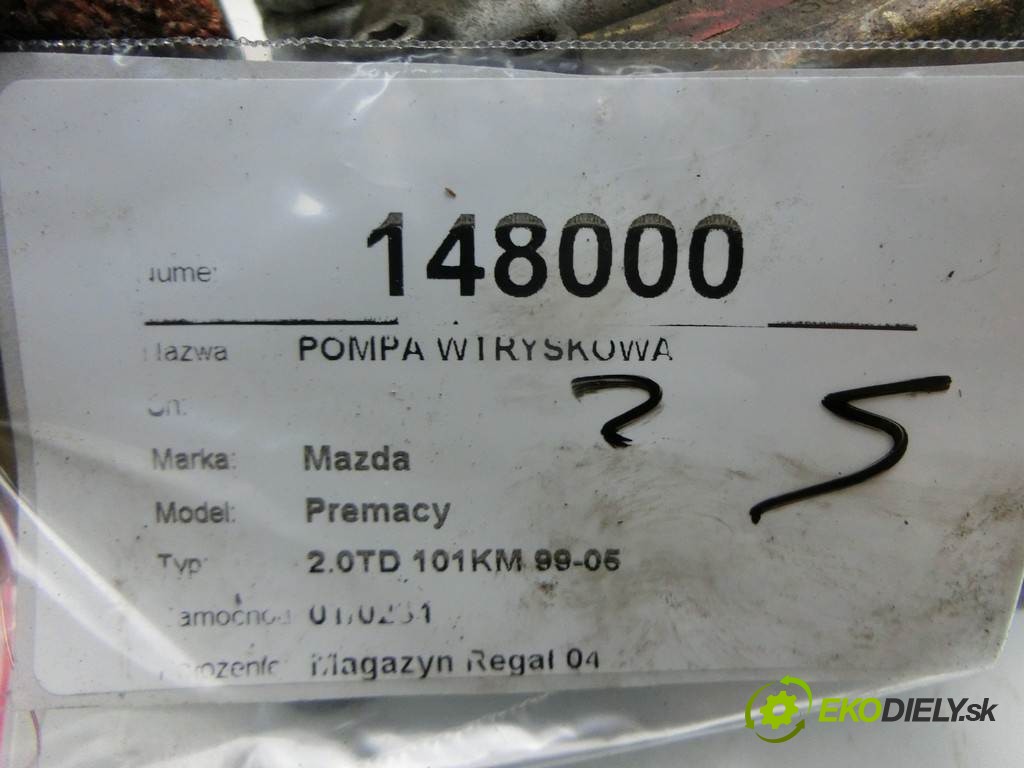 148000
POMPA WTRYSKOWA
Marka: Mazda
Model: Premacy
Typ: 2.0TD 101KM 99-05
Magazyn Regal 04
2 5
EKODIELY.sk